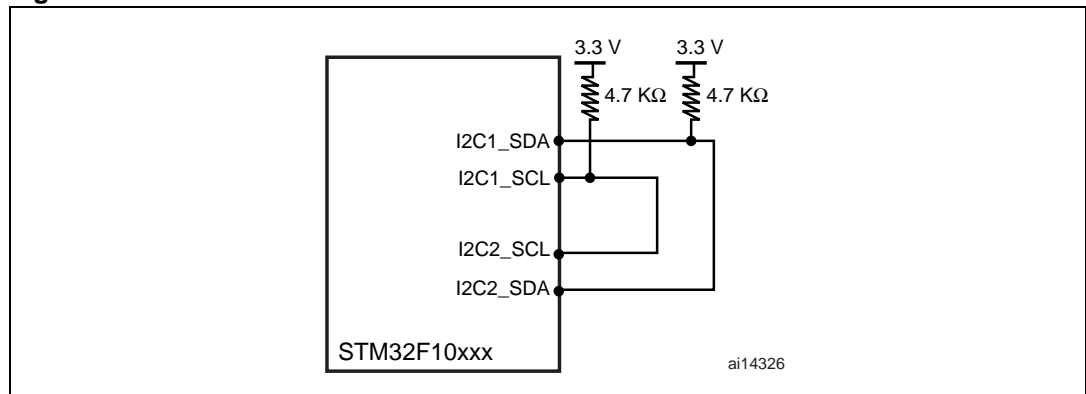 3.3 V 3.3 V
4.7 KΩ 4.7 KΩ
I2C1_SDA
I2C1_SCL
I2C2_SCL
I2C2_SDA
STM32F10xxx
ai14326